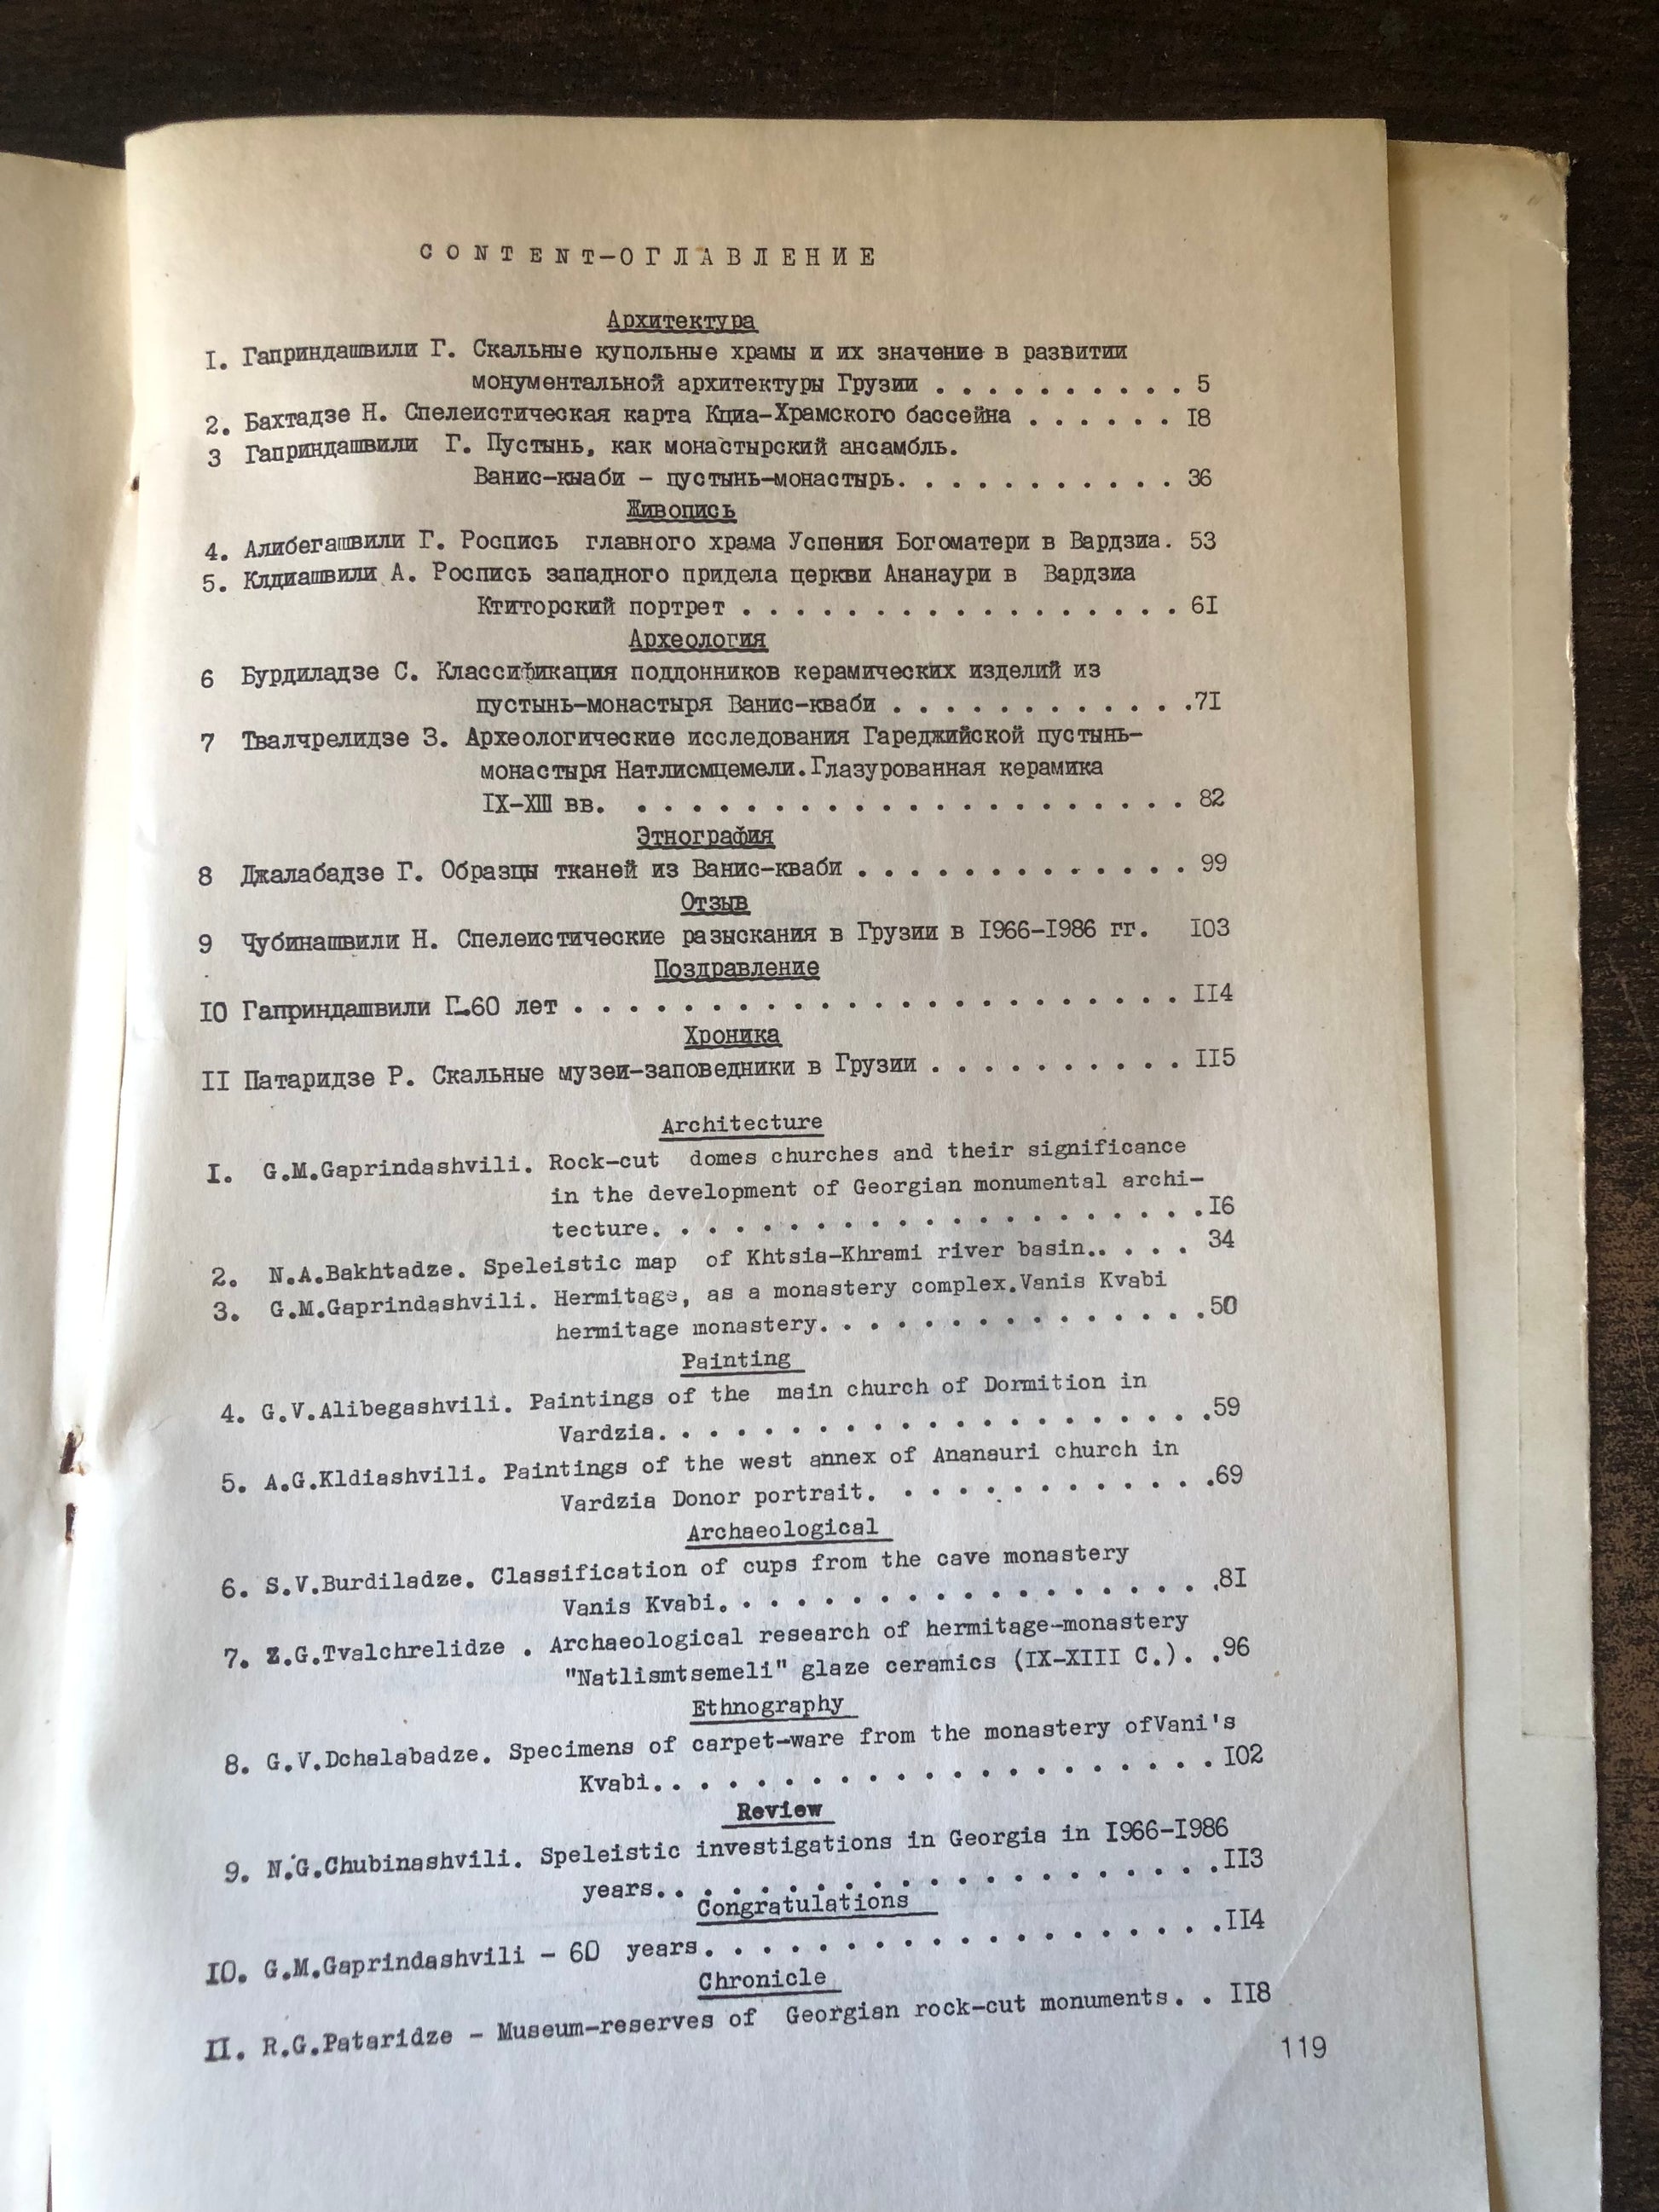 CONTENT-ОГЛАВЛЕНИЕ
Архитектура
I. Гаприндашвили Г. Скальные купольные храмы и их значение в развитии
монументальной архитектуры Грузии . . . . . . . . . . 5
2. Бахтадзе Н. Спелеистическая карта Кциа-Храмского бассейна . . . . . . I8
3 Гаприндашвили Г. Пустынь, как монастырский ансамбль.
Ванис-кыаби - пустынь-монастырь. . . . . . . . . . . 36
Живопись
4. Алибегашвили Г. Роспись главного храма Успения Богоматери в Вардзиа. 53
5. Клдиашвили А. Роспись западного придела церкви Ананаури в Вардзиа
Ктиторский портрет . . . . . . . . . . . . . . . . . 6I
Археология
6 Бурдиладзе С. Классификация поддонников керамических изделий из
пустынь-монастыря Ванис-кваби . . . . . . . . . . . .7I
7 Твалчрелидзе З. Археологические исследования Гареджийской пустынь-
монастыря Натлисмцемели.Глазурованная керамика
IX-XIII вв. . . . . . . . . . . . . . . . . . . . . . 82
Этнография
8 Джалабадзе Г. Образцы тканей из Ванис-кваби . . . . . . . . . . . . . 99
Отзыв
9 Чубинашвили Н. Спелеистические разыскания в Грузии в I966-I986 гг. I03
Поздравление
I0 Гаприндашвили Г.-60 лет . . . . . . . . . . . . . . . . . . . . . . . II4
Хроника
II Патаридзе Р. Скальные музеи-заповедники в Грузии . . . . . . . . . . II5
Architecture
I. G.M.Gaprindashvili. Rock-cut domes churches and their significance
in the development of Georgian monumental archi-
tecture. . . . . . . . . . . . . . . . . . . . . .I6
2. N.A.Bakhtadze. Speleistic map of Khtsia-Khrami river basin.. . . . 34
3. G.M.Gaprindashvili. Hermitage, as a monastery complex.Vanis Kvabi
hermitage monastery. . . . . . . . . . . . . . . .50
Painting
4. G.V.Alibegashvili. Paintings of the main church of Dormition in
Vardzia. . . . . . . . . . . . . . . . . . . . . .59
5. A.G.Kldiashvili. Paintings of the west annex of Ananauri church in
Vardzia Donor portrait. . . . . . . . . . . . . .69
Archaeological
6. S.V.Burdiladze. Classification of cups from the cave monastery
Vanis Kvabi. . . . . . . . . . . . . . . . . . . .8I
7. Z.G.Tvalchrelidze . Archaeological research of hermitage-monastery
"Natlismtsemeli" glaze ceramics (IX-XIII C.). .96
Ethnography
8. G.V.Dchalabadze. Specimens of carpet-ware from the monastery ofVani's
Kvabi.. . . . . . . . . . . . . . . . . . . . .I02
Review
9. N.G.Chubinashvili. Speleistic investigations in Georgia in I966-I986
years.. . . . . . . . . . . . . . . . . . . . .II3
Congratulations
IO. G.M.Gaprindashvili - 60 years. . . . . . . . . . . . . . . . . . . .II4
Chronicle
II. R.G.Pataridze - Museum-reserves of Georgian rock-cut monuments. . II8
119